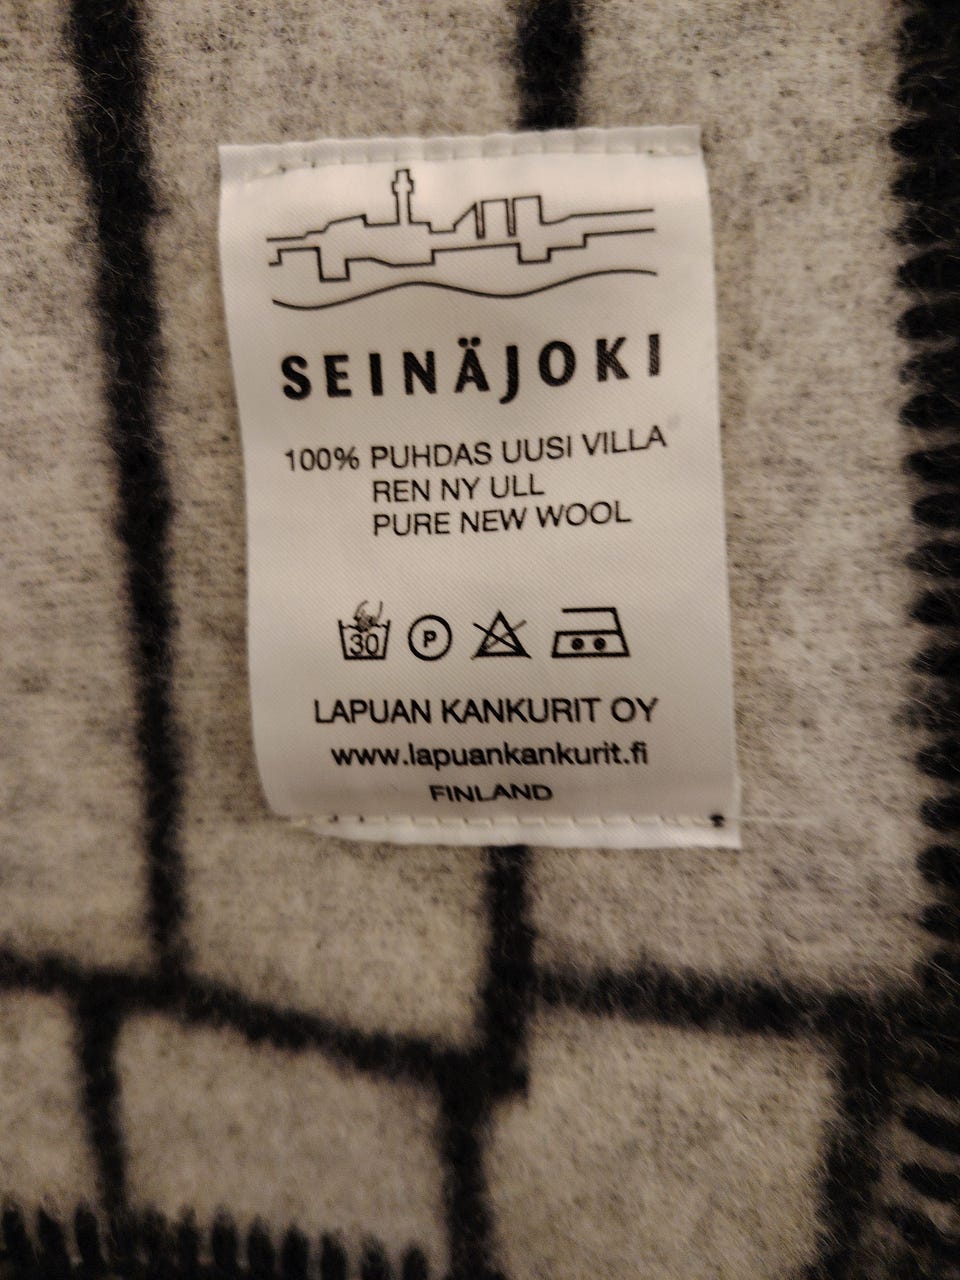 SEINÄJOKI
100% PUHDAS UUSI VILLA
REN NY ULL
PURE NEW WOOL
30 P
LAPUAN KANKURIT OY
www.lapuankankurit.fi
FINLAND